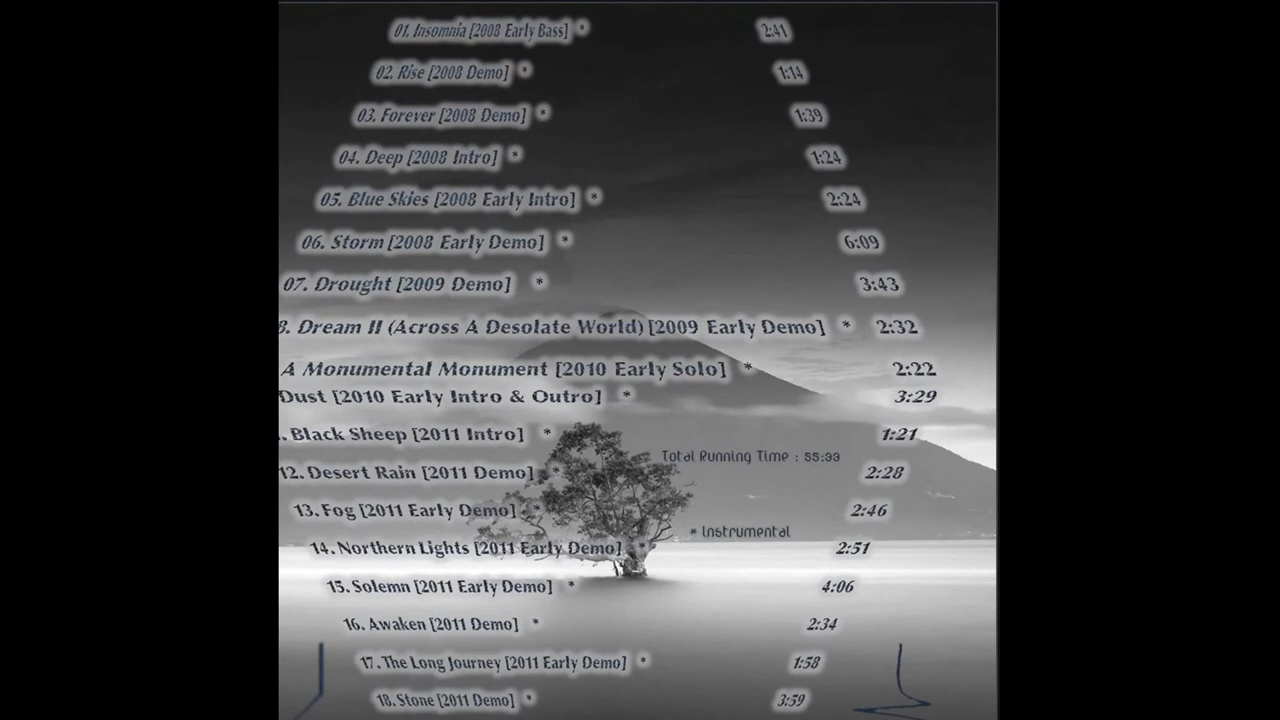 01. Insomnia [2008 Early Bass] * 2:41
02. Rise [2008 Demo] * 1:14
03. Forever [2008 Demo] * 1:39
04. Deep [2008 Intro] * 1:24
05. Blue Skies [2008 Early Intro] * 2:24
06. Storm [2008 Early Demo] * 6:09
07. Drought [2009 Demo] * 3:43
8. Dream II (Across A Desolate World) [2009 Early Demo] * 2:32
A Monumental Monument [2010 Early Solo] * 2:22
Dust [2010 Early Intro & Outro] * 3:29
. Black Sheep [2011 Intro] * 1:21
Total Running Time : 55:33
12. Desert Rain [2011 Demo] * 2:28
13. Fog [2011 Early Demo] * 2:46
* Instrumental
14. Northern Lights [2011 Early Demo] * 2:51
15. Solemn [2011 Early Demo] * 4:06
16. Awaken [2011 Demo] * 2:34
17. The Long Journey [2011 Early Demo] * 1:58
18. Stone [2011 Demo] * 3:59